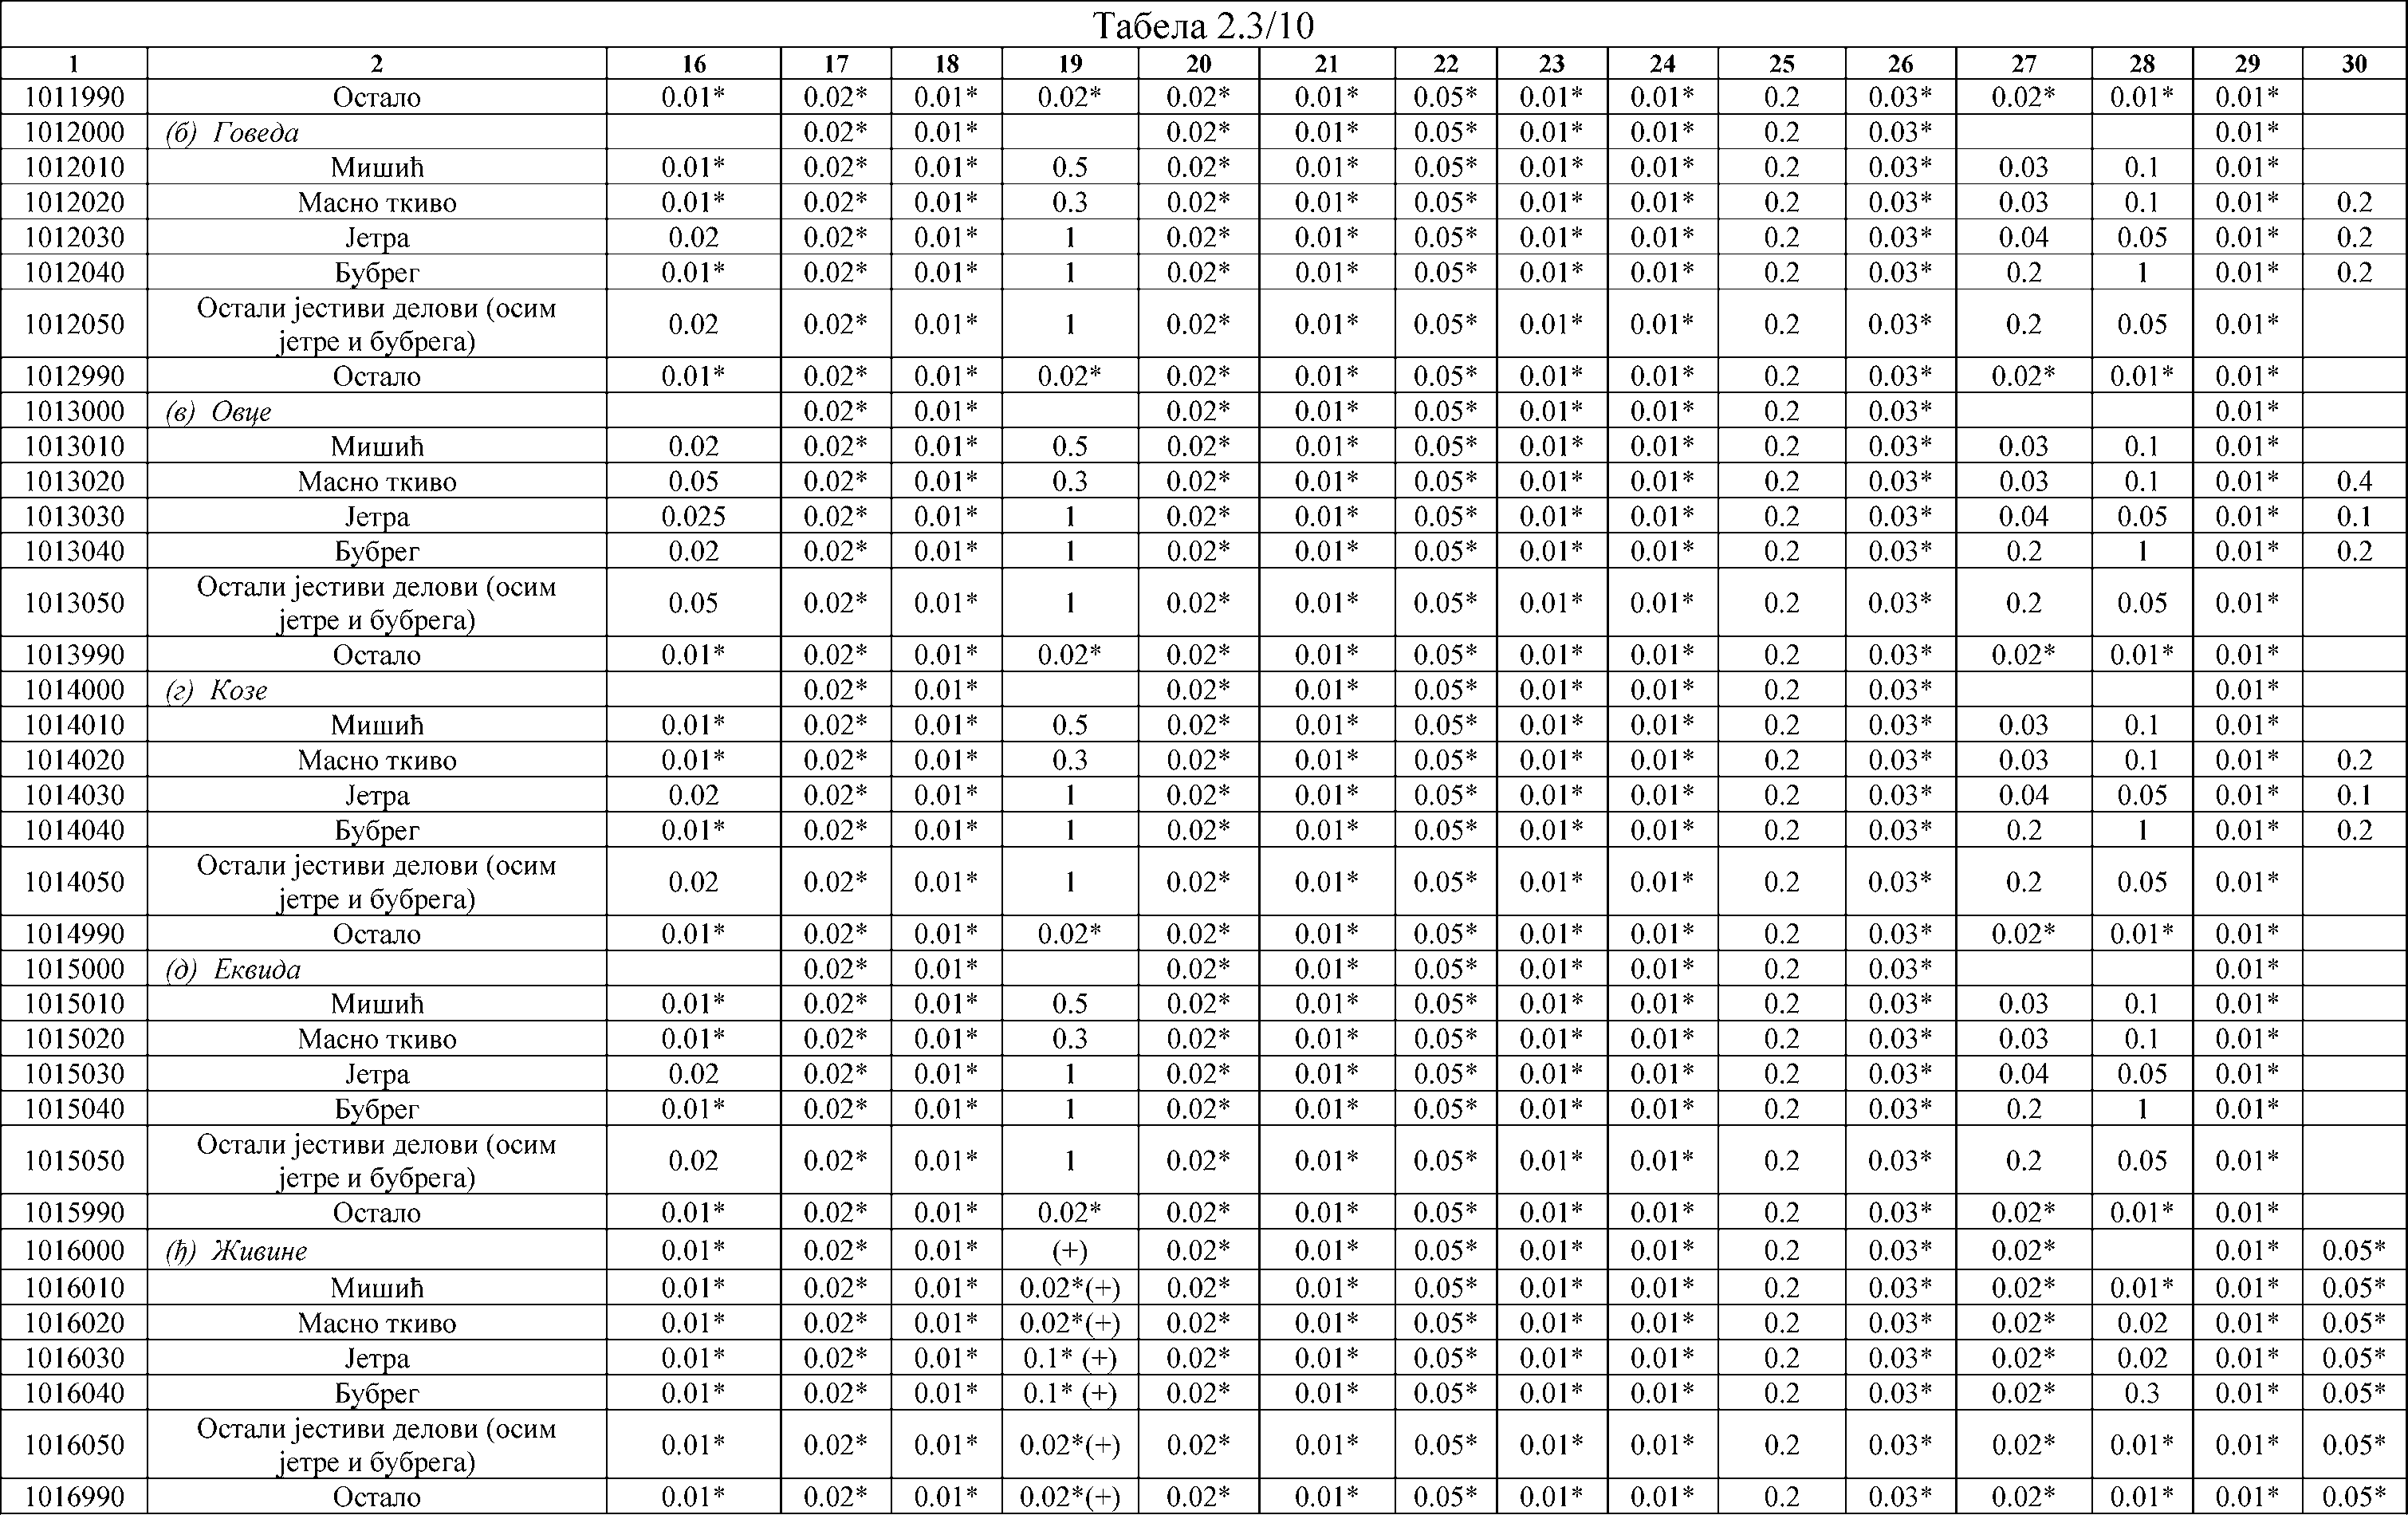 Табела 2.3/10
1 2 16 17 18 19 20 21 22 23 24 25 26 27 28 29 30
1011990 Остало 0.01* 0.02* 0.01* 0.02* 0.02* 0.01* 0.05* 0.01* 0.01* 0.2 0.03* 0.02* 0.01* 0.01*
1012000 (б) Говеда 0.02* 0.01* 0.02* 0.01* 0.05* 0.01* 0.01* 0.2 0.03* 0.01*
1012010 Мишић 0.01* 0.02* 0.01* 0.5 0.02* 0.01* 0.05* 0.01* 0.01* 0.2 0.03* 0.03 0.1 0.01*
1012020 Масно ткиво 0.01* 0.02* 0.01* 0.3 0.02* 0.01* 0.05* 0.01* 0.01* 0.2 0.03* 0.03 0.1 0.01* 0.2
1012030 Јетра 0.02 0.02* 0.01* 1 0.02* 0.01* 0.05* 0.01* 0.01* 0.2 0.03* 0.04 0.05 0.01* 0.2
1012040 Бубрег 0.01* 0.02* 0.01* 1 0.02* 0.01* 0.05* 0.01* 0.01* 0.2 0.03* 0.2 1 0.01* 0.2
Остали јестиви делови (осим
1012050 јетре и бубрега) 0.02 0.02* 0.01* 1 0.02* 0.01* 0.05* 0.01* 0.01* 0.2 0.03* 0.2 0.05 0.01*
1012990 Остало 0.01* 0.02* 0.01* 0.02* 0.02* 0.01* 0.05* 0.01* 0.01* 0.2 0.03* 0.02* 0.01* 0.01*
1013000 (в) Овце 0.02* 0.01* 0.02* 0.01* 0.05* 0.01* 0.01* 0.2 0.03* 0.01*
1013010 Мишић 0.02 0.02* 0.01* 0.5 0.02* 0.01* 0.05* 0.01* 0.01* 0.2 0.03* 0.03 0.1 0.01*
1013020 Масно ткиво 0.05 0.02* 0.01* 0.3 0.02* 0.01* 0.05* 0.01* 0.01* 0.2 0.03* 0.03 0.1 0.01* 0.4
1013030 Јетра 0.025 0.02* 0.01* 1 0.02* 0.01* 0.05* 0.01* 0.01* 0.2 0.03* 0.04 0.05 0.01* 0.1
1013040 Бубрег 0.02 0.02* 0.01* 1 0.02* 0.01* 0.05* 0.01* 0.01* 0.2 0.03* 0.2 1 0.01* 0.2
Остали јестиви делови (осим
1013050 јетре и бубрега) 0.05 0.02* 0.01* 1 0.02* 0.01* 0.05* 0.01* 0.01* 0.2 0.03* 0.2 0.05 0.01*
1013990 Остало 0.01* 0.02* 0.01* 0.02* 0.02* 0.01* 0.05* 0.01* 0.01* 0.2 0.03* 0.02* 0.01* 0.01*
1014000 (г) Козе 0.02* 0.01* 0.02* 0.01* 0.05* 0.01* 0.01* 0.2 0.03* 0.01*
1014010 Мишић 0.01* 0.02* 0.01* 0.5 0.02* 0.01* 0.05* 0.01* 0.01* 0.2 0.03* 0.03 0.1 0.01*
1014020 Масно ткиво 0.01* 0.02* 0.01* 0.3 0.02* 0.01* 0.05* 0.01* 0.01* 0.2 0.03* 0.03 0.1 0.01* 0.2
1014030 Јетра 0.02 0.02* 0.01* 1 0.02* 0.01* 0.05* 0.01* 0.01* 0.2 0.03* 0.04 0.05 0.01* 0.1
1014040 Бубрег 0.01* 0.02* 0.01* 1 0.02* 0.01* 0.05* 0.01* 0.01* 0.2 0.03* 0.2 1 0.01* 0.2
Остали јестиви делови (осим
1014050 јетре и бубрега) 0.02 0.02* 0.01* 1 0.02* 0.01* 0.05* 0.01* 0.01* 0.2 0.03* 0.2 0.05 0.01*
1014990 Остало 0.01* 0.02* 0.01* 0.02* 0.02* 0.01* 0.05* 0.01* 0.01* 0.2 0.03* 0.02* 0.01* 0.01*
1015000 (д) Еквида 0.02* 0.01* 0.02* 0.01* 0.05* 0.01* 0.01* 0.2 0.03* 0.01*
1015010 Мишић 0.01* 0.02* 0.01* 0.5 0.02* 0.01* 0.05* 0.01* 0.01* 0.2 0.03* 0.03 0.1 0.01*
1015020 Масно ткиво 0.01* 0.02* 0.01* 0.3 0.02* 0.01* 0.05* 0.01* 0.01* 0.2 0.03* 0.03 0.1 0.01*
1015030 Јетра 0.02 0.02* 0.01* 1 0.02* 0.01* 0.05* 0.01* 0.01* 0.2 0.03* 0.04 0.05 0.01*
1015040 Бубрег 0.01* 0.02* 0.01* 1 0.02* 0.01* 0.05* 0.01* 0.01* 0.2 0.03* 0.2 1 0.01*
Остали јестиви делови (осим
1015050 јетре и бубрега) 0.02 0.02* 0.01* 1 0.02* 0.01* 0.05* 0.01* 0.01* 0.2 0.03* 0.2 0.05 0.01*
1015990 Остало 0.01* 0.02* 0.01* 0.02* 0.02* 0.01* 0.05* 0.01* 0.01* 0.2 0.03* 0.02* 0.01* 0.01*
1016000 (ђ) Живине 0.01* 0.02* 0.01* (+) 0.02* 0.01* 0.05* 0.01* 0.01* 0.2 0.03* 0.02* 0.01* 0.05*
1016010 Мишић 0.01* 0.02* 0.01* 0.02*(+) 0.02* 0.01* 0.05* 0.01* 0.01* 0.2 0.03* 0.02* 0.01* 0.01* 0.05*
1016020 Масно ткиво 0.01* 0.02* 0.01* 0.02*(+) 0.02* 0.01* 0.05* 0.01* 0.01* 0.2 0.03* 0.02* 0.02 0.01* 0.05*
1016030 Јетра 0.01* 0.02* 0.01* 0.1* (+) 0.02* 0.01* 0.05* 0.01* 0.01* 0.2 0.03* 0.02* 0.02 0.01* 0.05*
1016040 Бубрег 0.01* 0.02* 0.01* 0.1* (+) 0.02* 0.01* 0.05* 0.01* 0.01* 0.2 0.03* 0.02* 0.3 0.01* 0.05*
Остали јестиви делови (осим
1016050 јетре и бубрега) 0.01* 0.02* 0.01* 0.02*(+) 0.02* 0.01* 0.05* 0.01* 0.01* 0.2 0.03* 0.02* 0.01* 0.01* 0.05*
1016990 Остало 0.01* 0.02* 0.01* 0.02*(+) 0.02* 0.01* 0.05* 0.01* 0.01* 0.2 0.03* 0.02* 0.01* 0.01* 0.05*